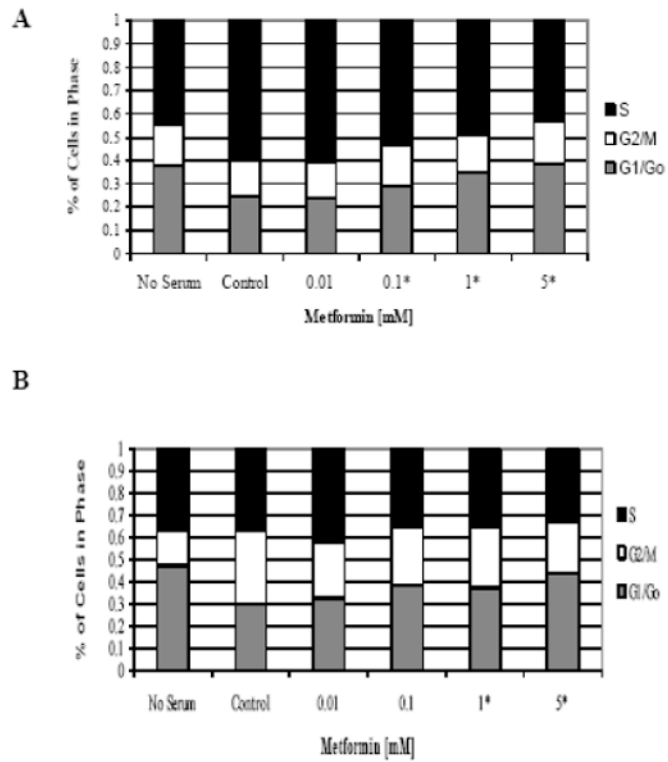 A
% of Cells in Phase
1
0.9
0.8
0.7
0.6
0.5
0.4
0.3
0.2
0.1
0
No Serum Control 0.01 0.1* 1* 5*
Metformin [mM]
S
G2/M
G1/Go
B
% of Cells in Phase
1
0.9
0.8
0.7
0.6
0.5
0.4
0.3
0.2
0.1
0
No Serum Control 0.01 0.1 1* 5*
Metformin [mM]
S
G2/M
G1/Go